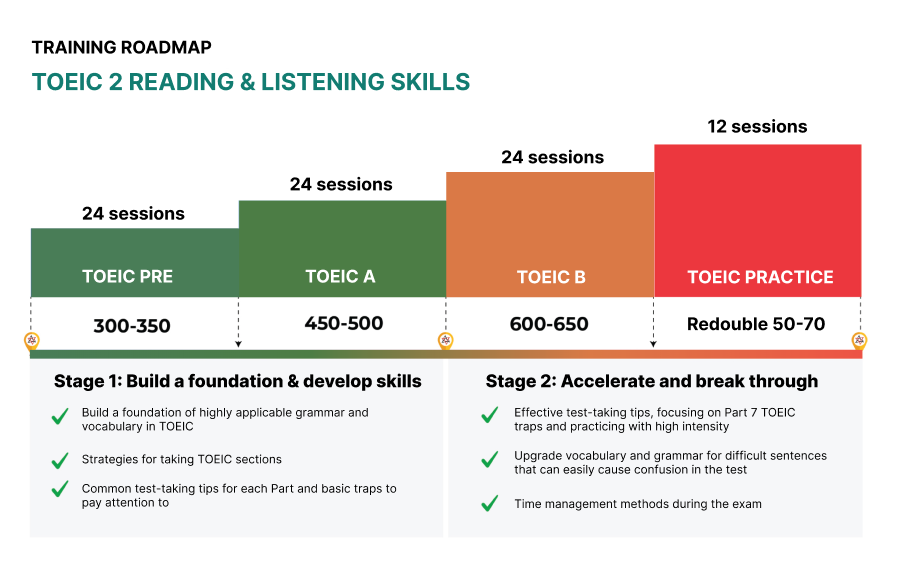 TRAINING ROADMAP
TOEIC 2 READING & LISTENING SKILLS
24 sessions
24 sessions
24 sessions
12 sessions
TOEIC PRE
TOEIC A
TOEIC B
TOEIC PRACTICE
300-350
450-500
600-650
Redouble 50-70
Stage 1: Build a foundation & develop skills
Build a foundation of highly applicable grammar and
vocabulary in TOEIC
Strategies for taking TOEIC sections
Common test-taking tips for each Part and basic traps to
pay attention to
Stage 2: Accelerate and break through
Effective test-taking tips, focusing on Part 7 TOEIC
traps and practicing with high intensity
Upgrade vocabulary and grammar for difficult sentences
that can easily cause confusion in the test
Time management methods during the exam